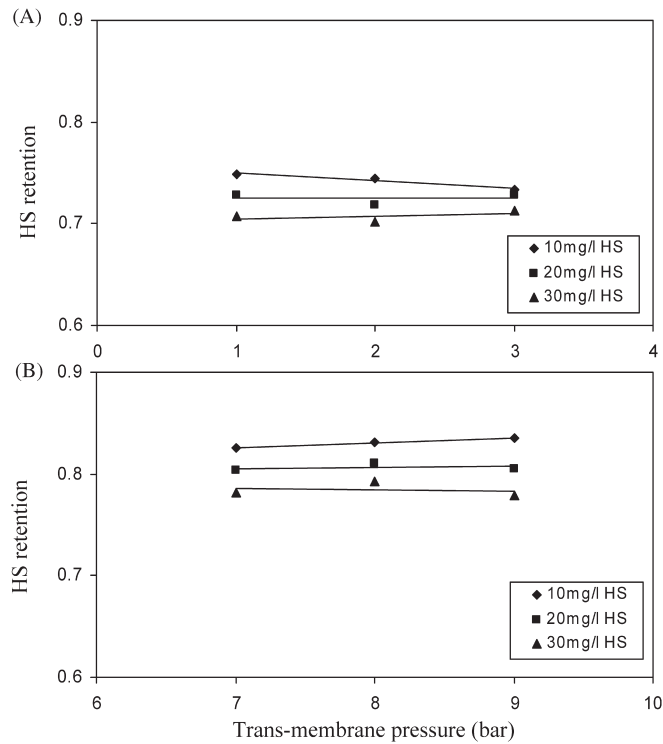 (A)
0.9
0.8
0.7
0.6
HS retention
10mg/l HS
20mg/l HS
30mg/l HS
0 1 2 3 4
(B)
0.9
0.8
0.7
0.6
HS retention
10mg/l HS
20mg/l HS
30mg/l HS
6 7 8 9 10
Trans-membrane pressure (bar)